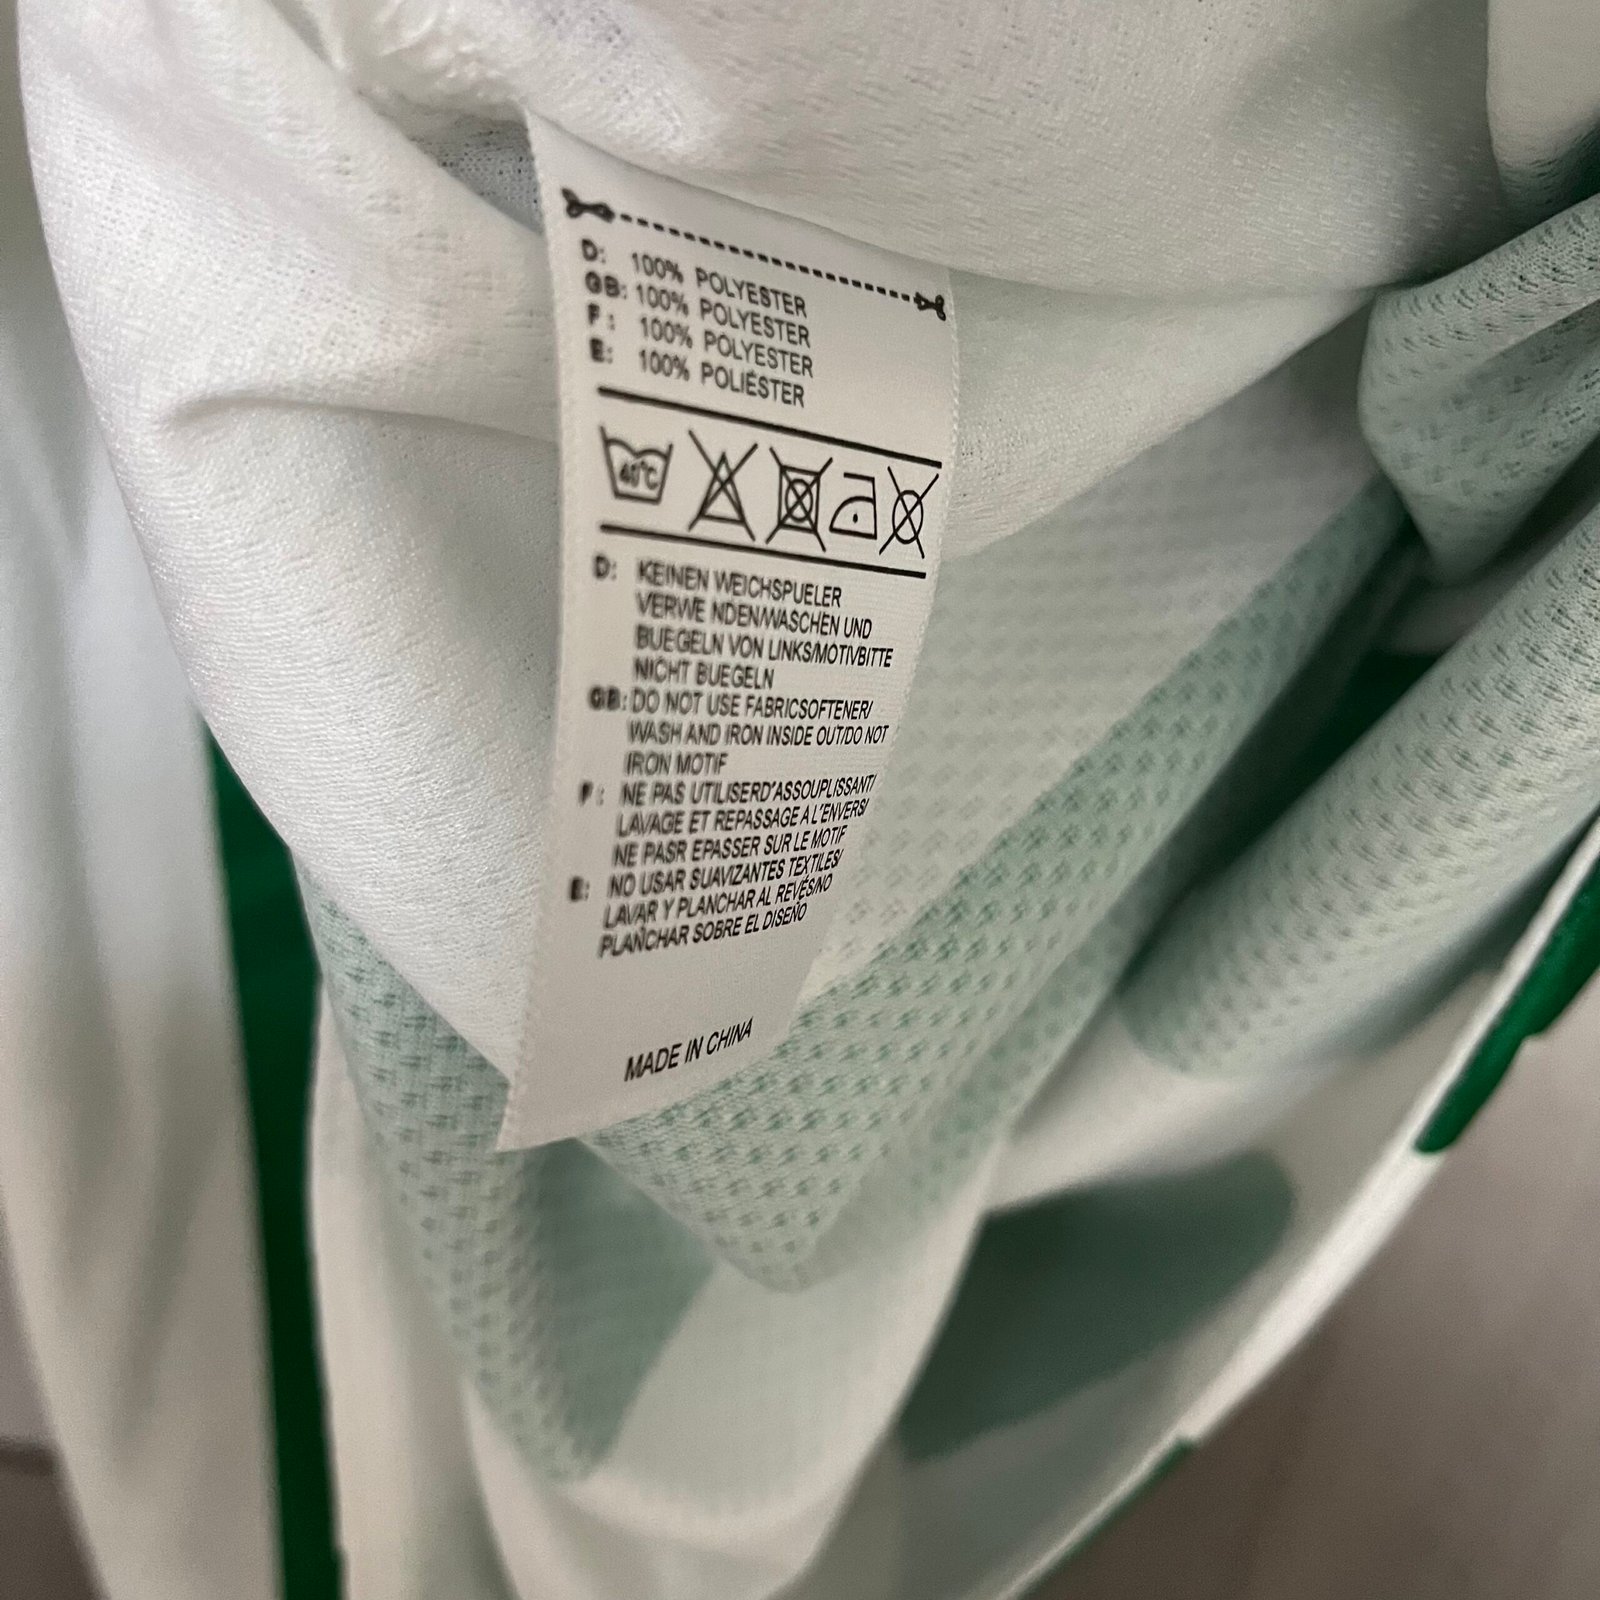 D: 100% POLYESTER
GB: 100% POLYESTER
F: 100% POLYESTER
E: 100% POLIÉSTER
40°C
D: KEINEN WEICHSPUELER
VERWE NDEN/WASCHEN UND
BUEGELN VON LINKS/MOTIVBITTE
NICHT BUEGELN
GB: DO NOT USE FABRICSOFTENER/
WASH AND IRON INSIDE OUT/DO NOT
IRON MOTIF
F: NE PAS UTILISERD'ASSOUPLISSANT/
LAVAGE ET REPASSAGE A L'ENVERS/
NE PASR EPASSER SUR LE MOTIF
E: NO USAR SUAVIZANTES TEXTILES/
LAVAR Y PLANCHAR AL REVÉS/NO
PLANCHAR SOBRE EL DISEÑO
MADE IN CHINA